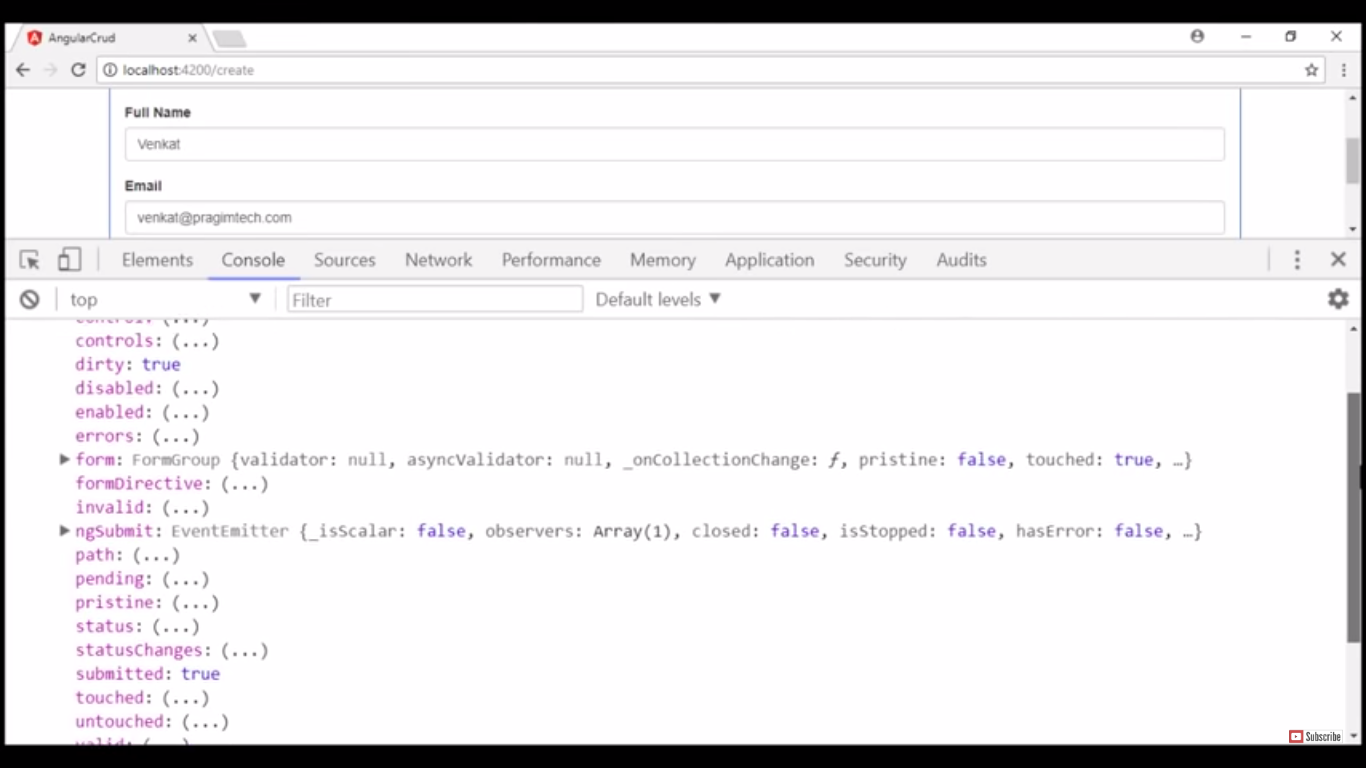 AngularCrud
localhost:4200/create
Full Name
Venkat
Email
venkat@pragimtech.com
Elements Console Sources Network Performance Memory Application Security Audits
top Filter Default levels
control: (...)
controls: (...)
dirty: true
disabled: (...)
enabled: (...)
errors: (...)
form: FormGroup {validator: null, asyncValidator: null, _onCollectionChange: ƒ, pristine: false, touched: true, …}
formDirective: (...)
invalid: (...)
ngSubmit: EventEmitter {_isScalar: false, observers: Array(1), closed: false, isStopped: false, hasError: false, …}
path: (...)
pending: (...)
pristine: (...)
status: (...)
statusChanges: (...)
submitted: true
touched: (...)
untouched: (...)
valid: (...)
Subscribe